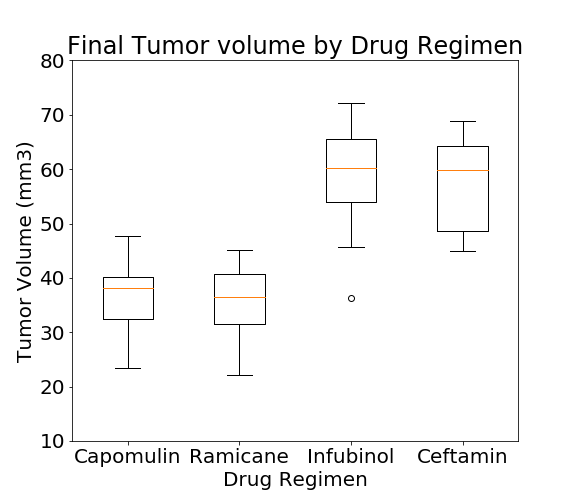 Final Tumor volume by Drug Regimen
80
70
60
50
40
30
20
10
Tumor Volume (mm3)
Capomulin Ramicane Infubinol Ceftamin
Drug Regimen